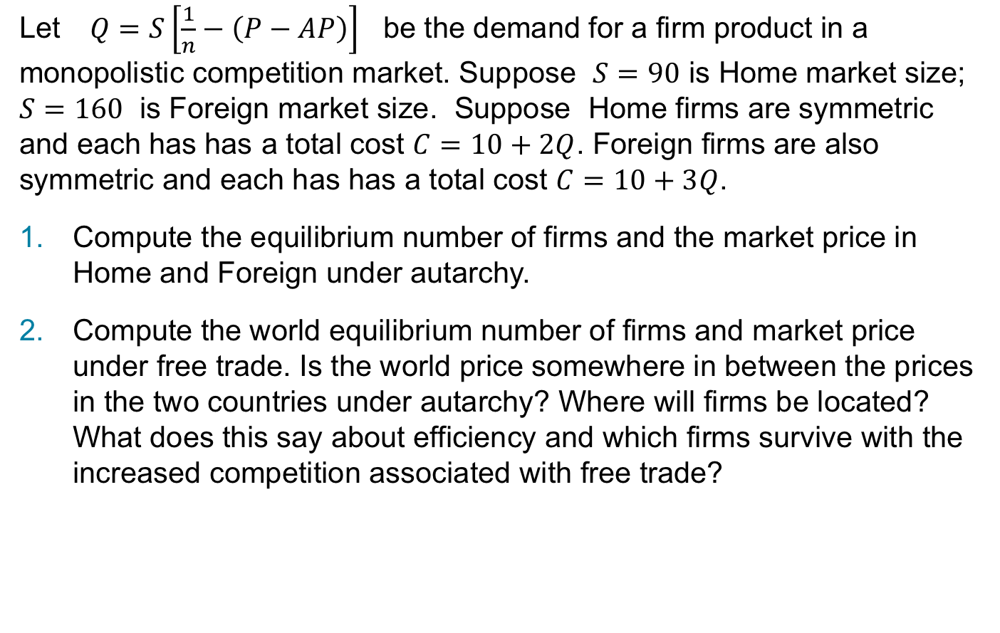 Let Q = S [1/n − (P − AP)] be the demand for a firm product in a
monopolistic competition market. Suppose S = 90 is Home market size;
S = 160 is Foreign market size. Suppose Home firms are symmetric
and each has has a total cost C = 10 + 2Q. Foreign firms are also
symmetric and each has has a total cost C = 10 + 3Q.
1. Compute the equilibrium number of firms and the market price in
Home and Foreign under autarchy.
2. Compute the world equilibrium number of firms and market price
under free trade. Is the world price somewhere in between the prices
in the two countries under autarchy? Where will firms be located?
What does this say about efficiency and which firms survive with the
increased competition associated with free trade?